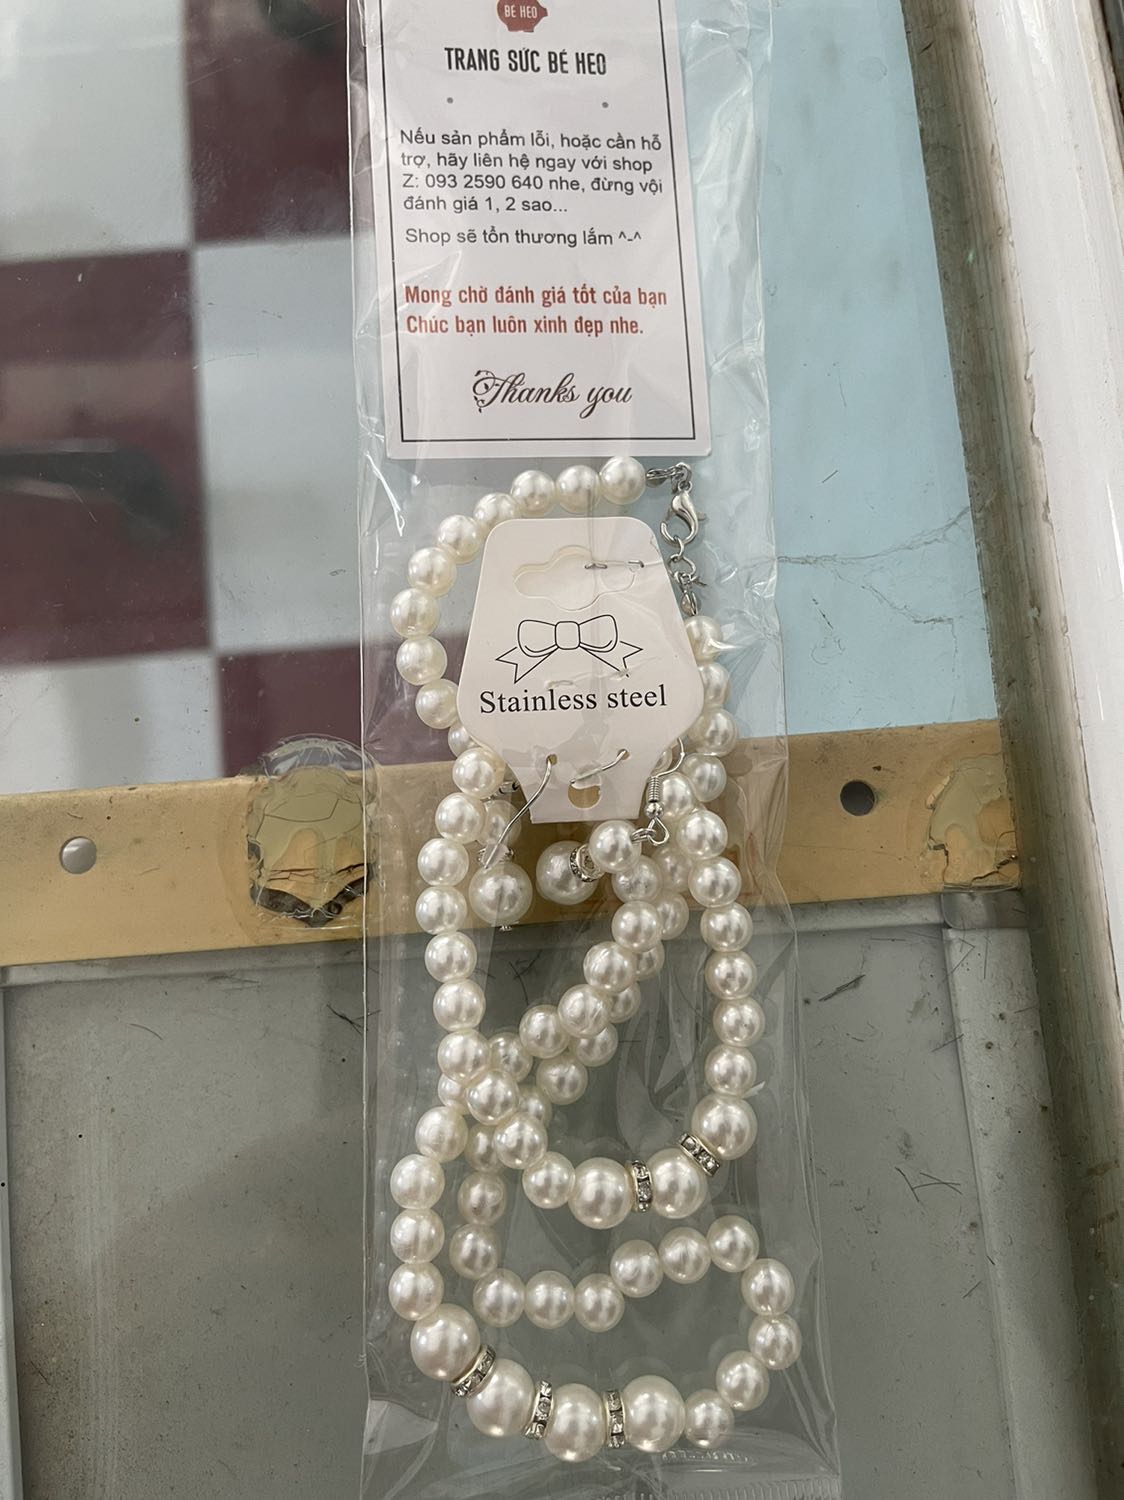 BÉ HEO
TRANG SỨC BÉ HEO
Nếu sản phẩm lỗi, hoặc cần hỗ
trợ, hãy liên hệ ngay với shop
Z: 093 2590 640 nhe, đừng vội
đánh giá 1, 2 sao...
Shop sẽ tổn thương lắm ^-^
Mong chờ đánh giá tốt của bạn
Chúc bạn luôn xinh đẹp nhe.
Thanks you
Stainless steel